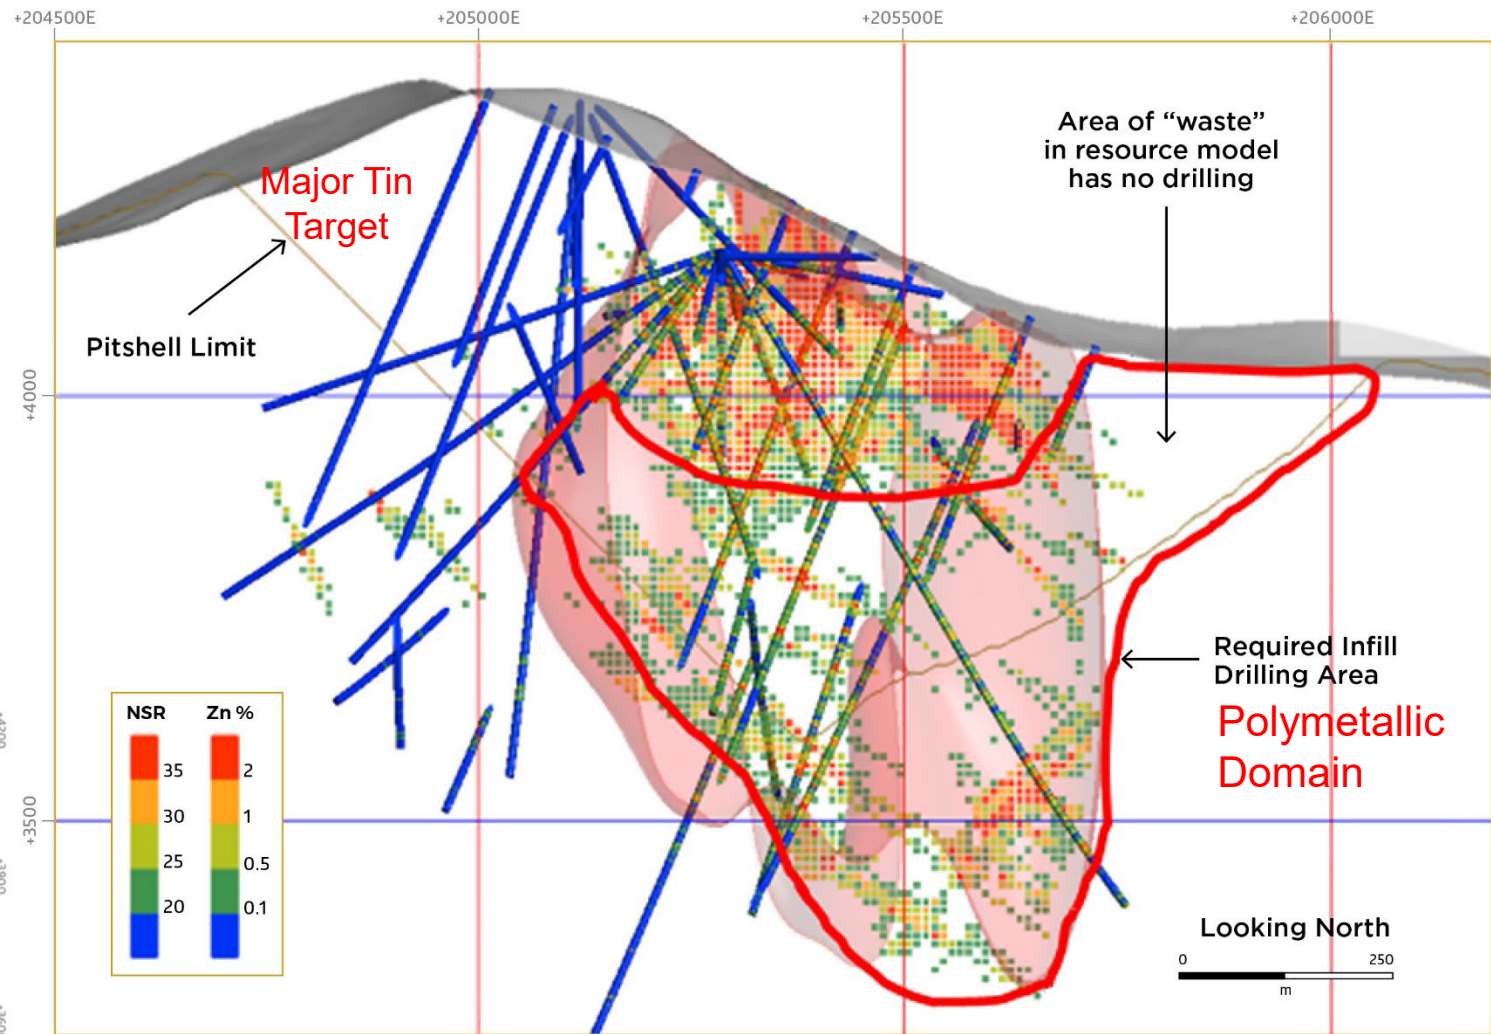 +204500E
+205000E
+205500E
+206000E
Area of “waste”
in resource model
has no drilling
Major Tin
Target
Pitshell Limit
+4000
Required Infill
Drilling Area
Polymetallic
Domain
NSR
Zn %
35
2
30
1
25
0.5
20
0.1
+3500
Looking North
0
250
m